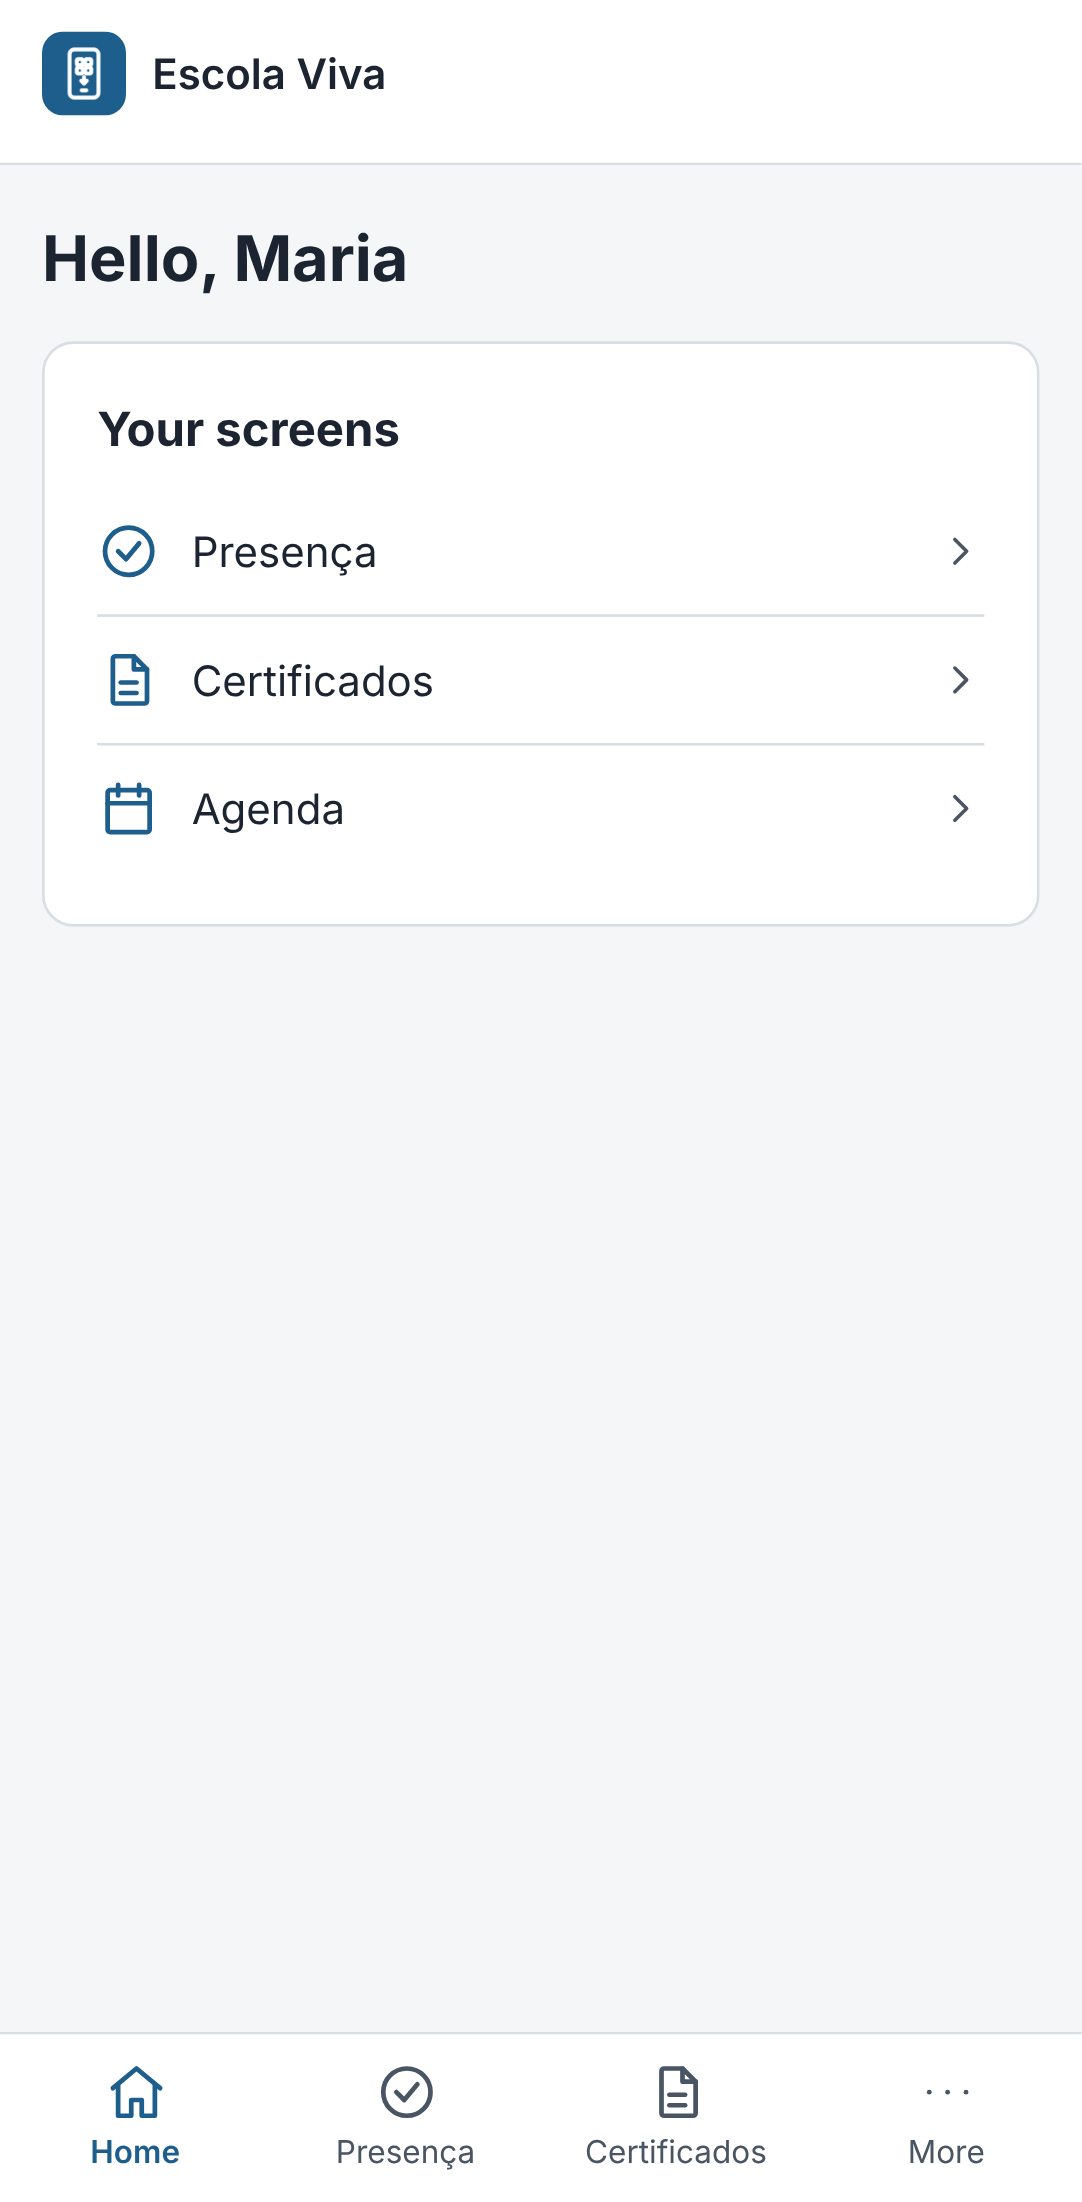 Escola Viva
Hello, Maria
Your screens
Presença
Certificados
Agenda
Home
Presença
Certificados
More